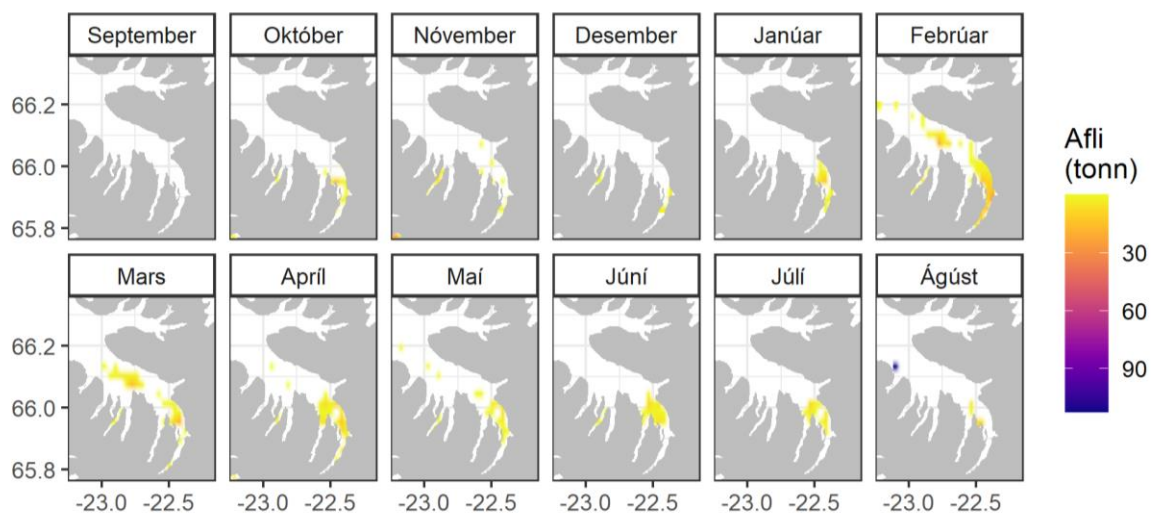 September Október Nóvember Desember Janúar Febrúar
66.2
66.0
65.8
Mars Apríl Maí Júní Júlí Ágúst
66.2
66.0
65.8
-23.0 -22.5 -23.0 -22.5 -23.0 -22.5 -23.0 -22.5 -23.0 -22.5 -23.0 -22.5
Afli
(tonn)
30
60
90